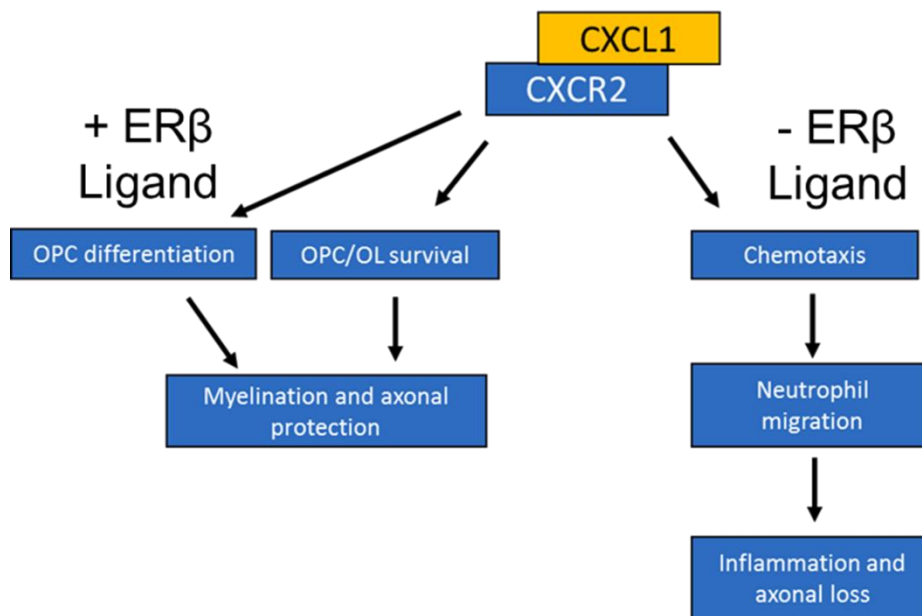 CXCL1
CXCR2
+ ERβ
Ligand
- ERβ
Ligand
OPC differentiation
OPC/OL survival
Chemotaxis
Myelination and axonal
protection
Neutrophil
migration
Inflammation and
axonal loss